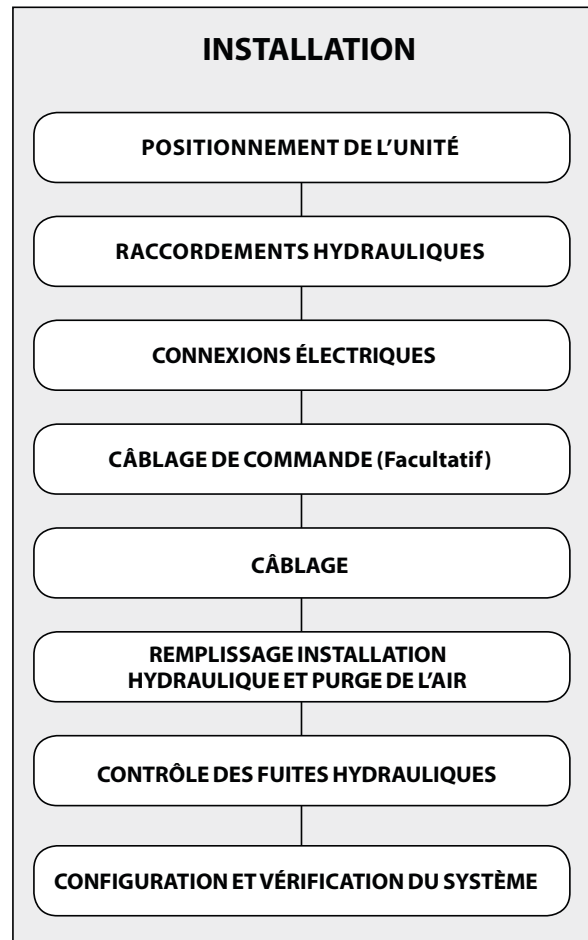 INSTALLATION
POSITIONNEMENT DE L’UNITÉ
RACCORDEMENTS HYDRAULIQUES
CONNEXIONS ÉLECTRIQUES
CÂBLAGE DE COMMANDE (Facultatif)
CÂBLAGE
REMPLISSAGE INSTALLATION
HYDRAULIQUE ET PURGE DE L’AIR
CONTRÔLE DES FUITES HYDRAULIQUES
CONFIGURATION ET VÉRIFICATION DU SYSTÈME